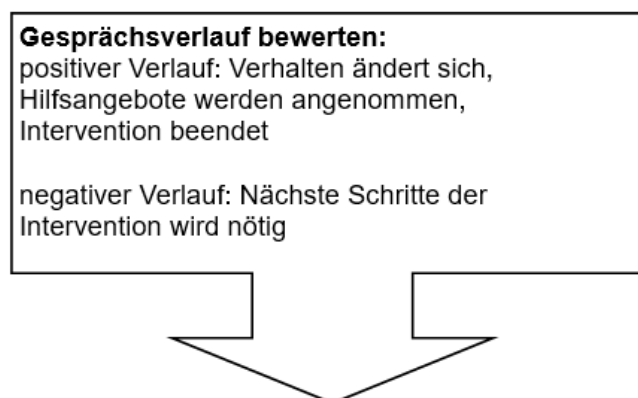 Gesprächsverlauf bewerten:
positiver Verlauf: Verhalten ändert sich,
Hilfsangebote werden angenommen,
Intervention beendet
negativer Verlauf: Nächste Schritte der
Intervention wird nötig